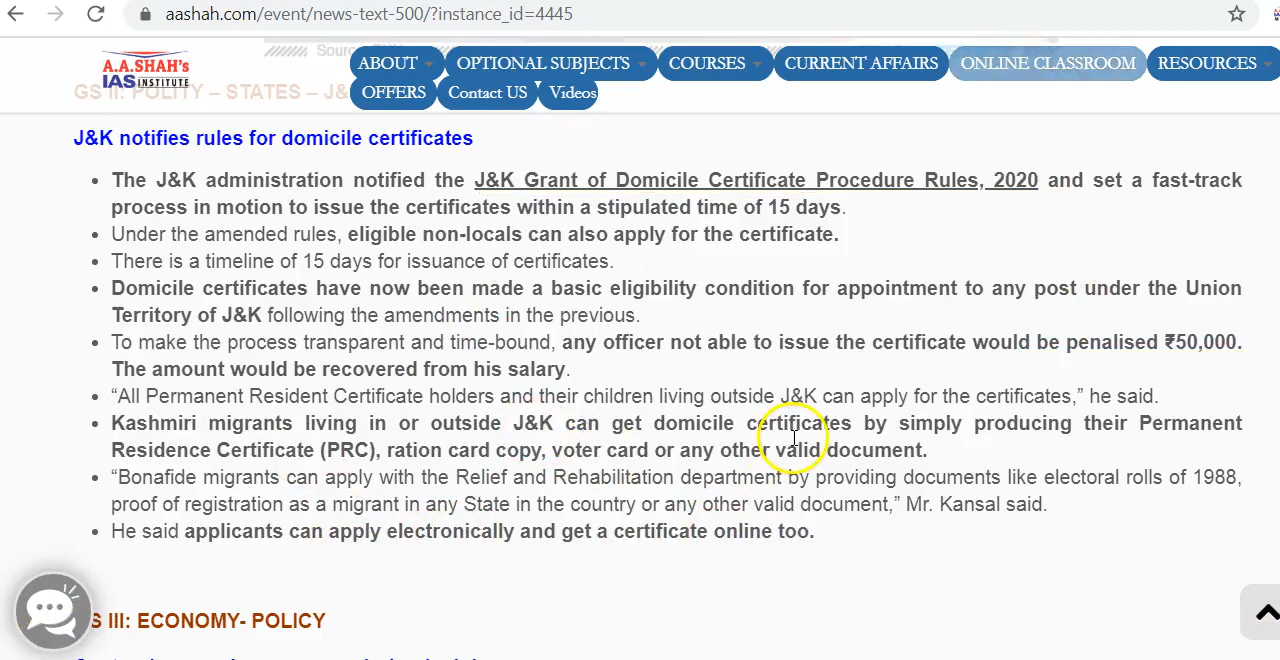 aashah.com/event/news-text-500/?instance_id=4445
A.A.SHAH's
IAS INSTITUTE
ABOUT
OPTIONAL SUBJECTS
COURSES
CURRENT AFFAIRS
ONLINE CLASSROOM
RESOURCES
OFFERS
Contact US
Videos
GS II: POLITY – STATES – J&
J&K notifies rules for domicile certificates
• The J&K administration notified the J&K Grant of Domicile Certificate Procedure Rules, 2020 and set a fast-track
process in motion to issue the certificates within a stipulated time of 15 days.
• Under the amended rules, eligible non-locals can also apply for the certificate.
• There is a timeline of 15 days for issuance of certificates.
• Domicile certificates have now been made a basic eligibility condition for appointment to any post under the Union
Territory of J&K following the amendments in the previous.
• To make the process transparent and time-bound, any officer not able to issue the certificate would be penalised ₹50,000.
The amount would be recovered from his salary.
• “All Permanent Resident Certificate holders and their children living outside J&K can apply for the certificates,” he said.
• Kashmiri migrants living in or outside J&K can get domicile certificates by simply producing their Permanent
Residence Certificate (PRC), ration card copy, voter card or any other valid document.
• “Bonafide migrants can apply with the Relief and Rehabilitation department by providing documents like electoral rolls of 1988,
proof of registration as a migrant in any State in the country or any other valid document,” Mr. Kansal said.
• He said applicants can apply electronically and get a certificate online too.
S III: ECONOMY- POLICY